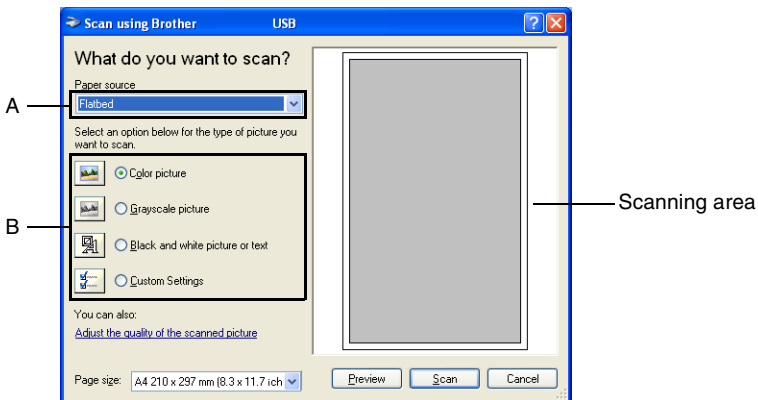 Scan using Brother USB
What do you want to scan?
Paper source
A
Flatbed
Select an option below for the type of picture you
want to scan.
B
Color picture
Grayscale picture
Black and white picture or text
Custom Settings
You can also:
Adjust the quality of the scanned picture
Page size: A4 210 x 297 mm (8.3 x 11.7 ich
Preview
Scan
Cancel
Scanning area